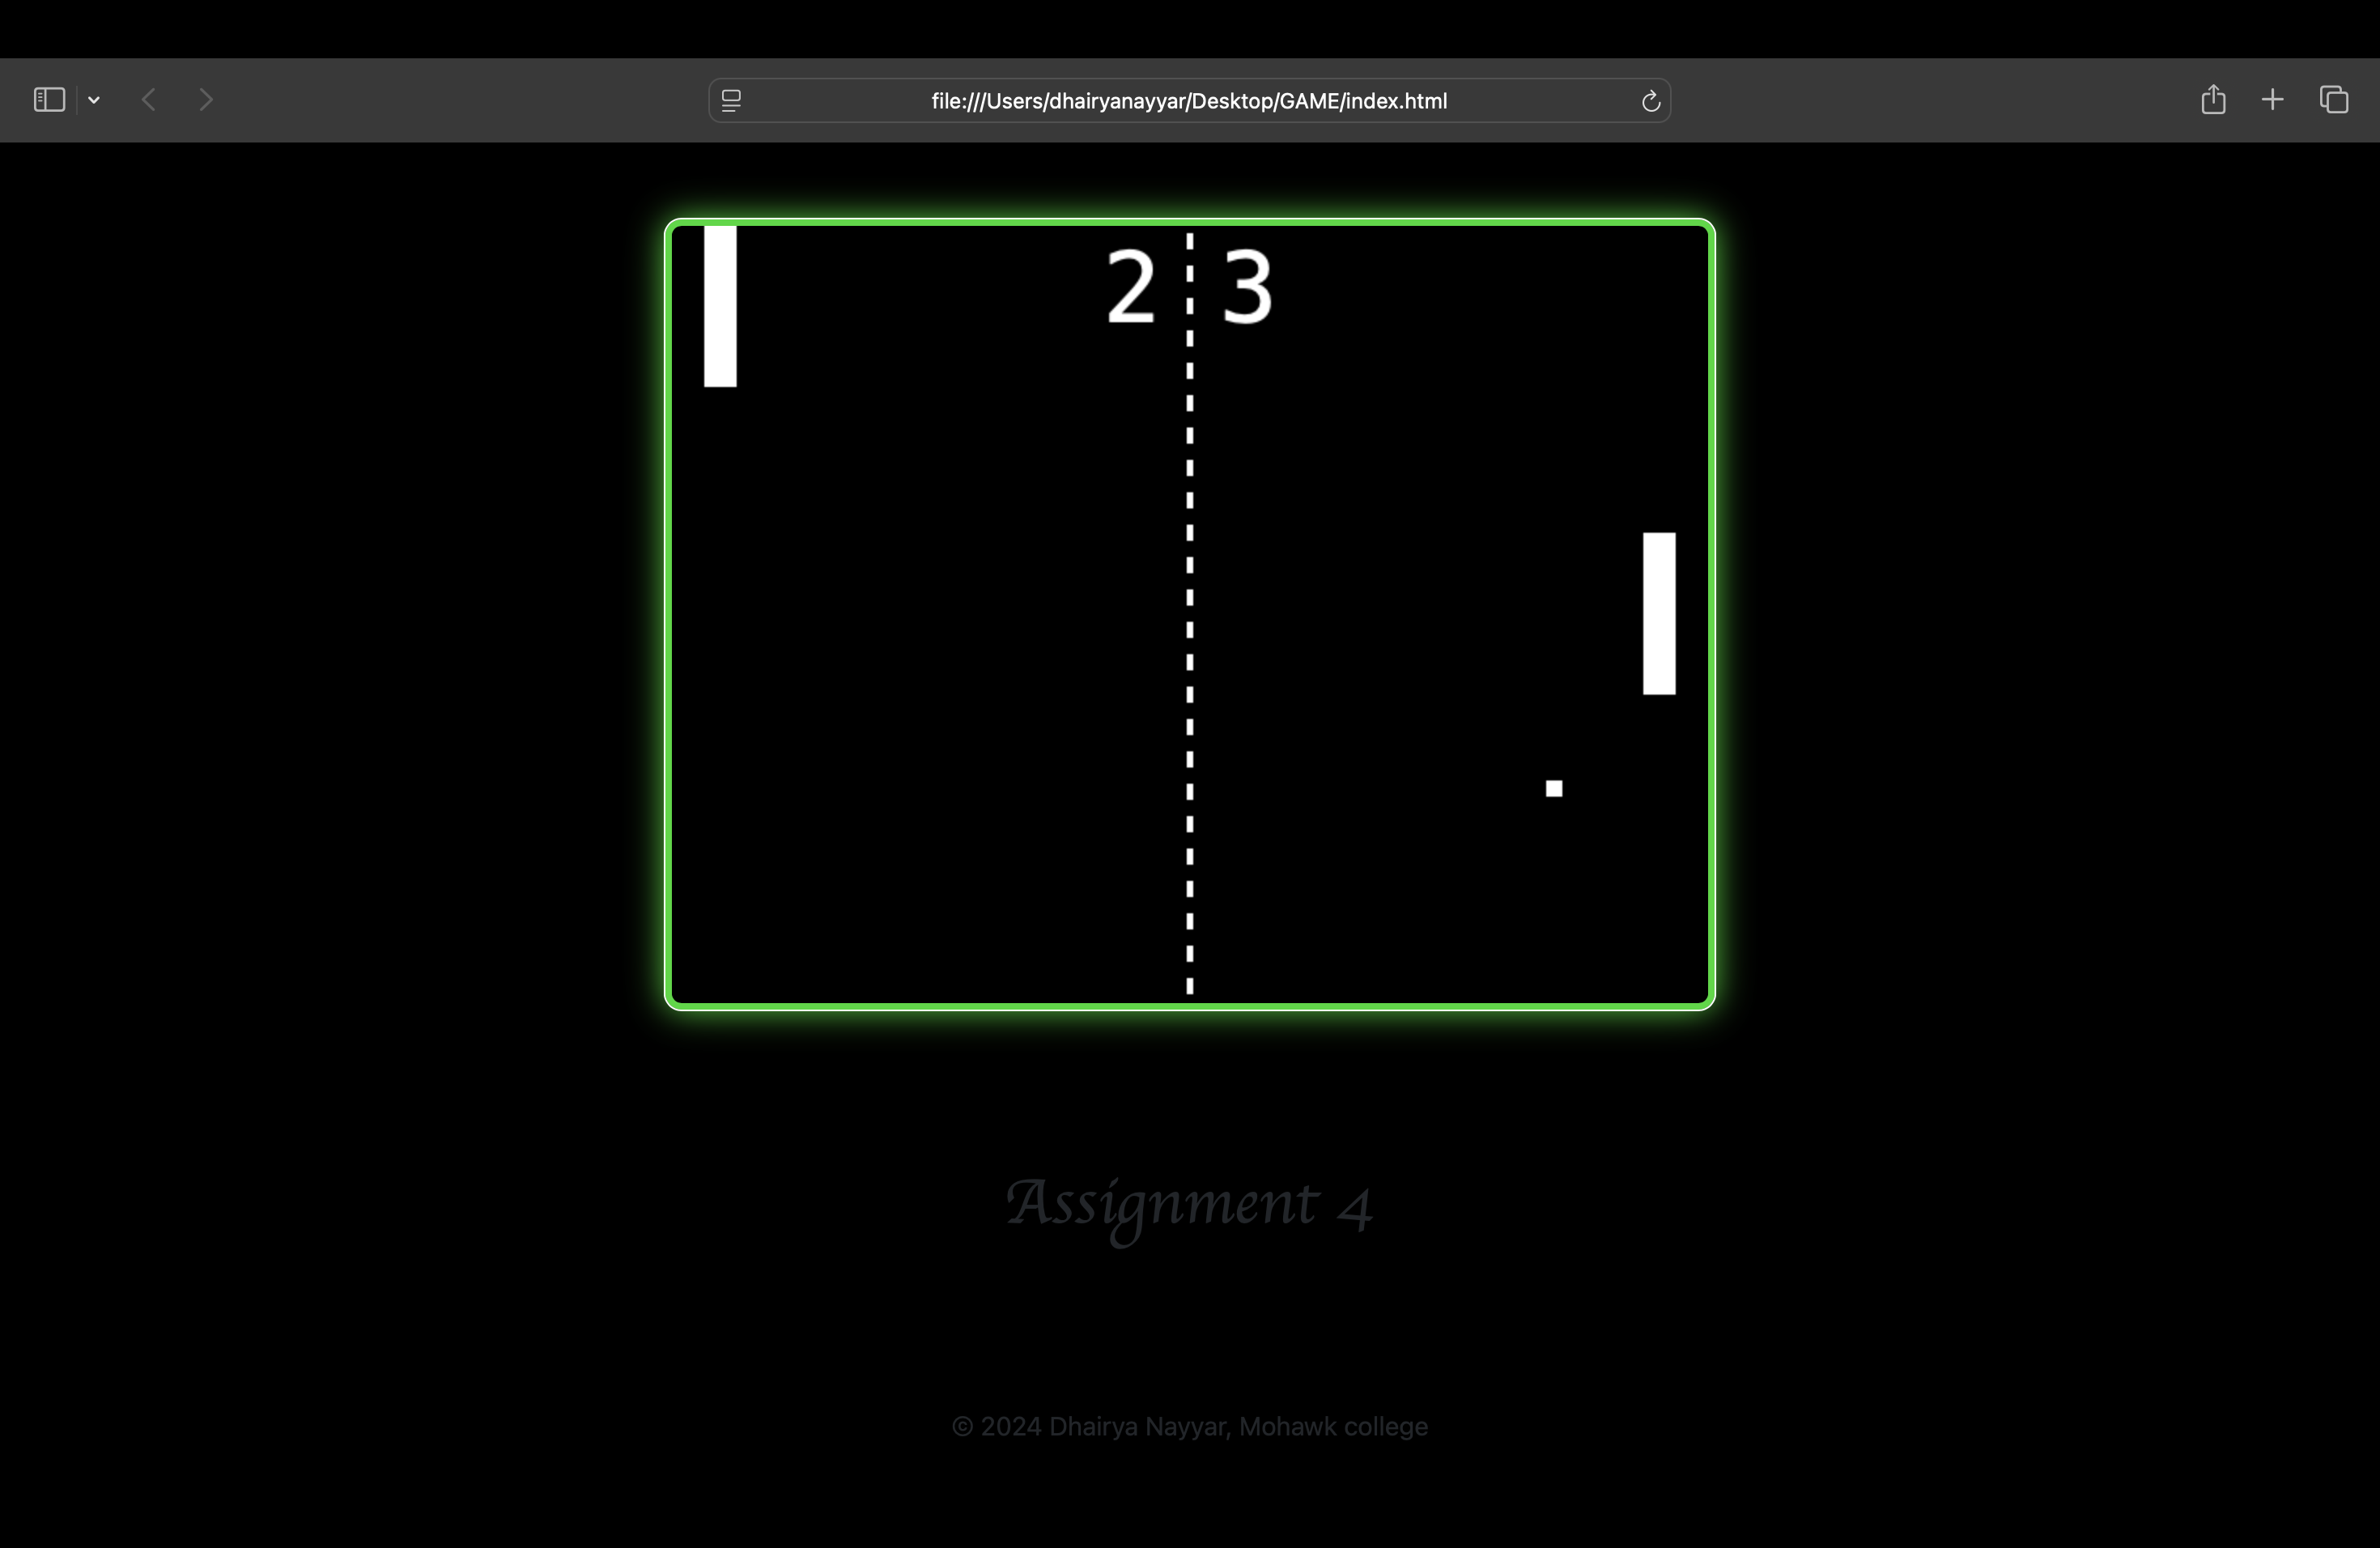 file:///Users/dhairyanayyar/Desktop/GAME/index.html
2 3
Assignment 4
© 2024 Dhairya Nayyar, Mohawk college